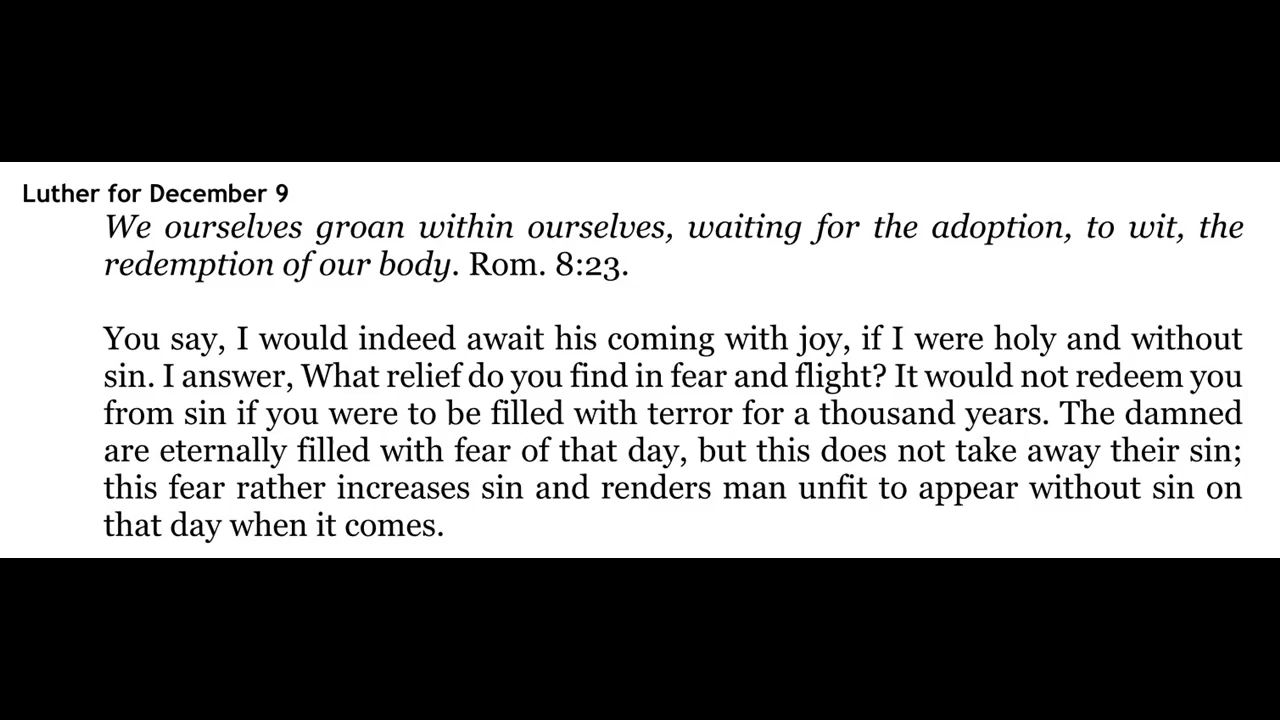 Luther for December 9
We ourselves groan within ourselves, waiting for the adoption, to wit, the
redemption of our body. Rom. 8:23.
You say, I would indeed await his coming with joy, if I were holy and without
sin. I answer, What relief do you find in fear and flight? It would not redeem you
from sin if you were to be filled with terror for a thousand years. The damned
are eternally filled with fear of that day, but this does not take away their sin;
this fear rather increases sin and renders man unfit to appear without sin on
that day when it comes.